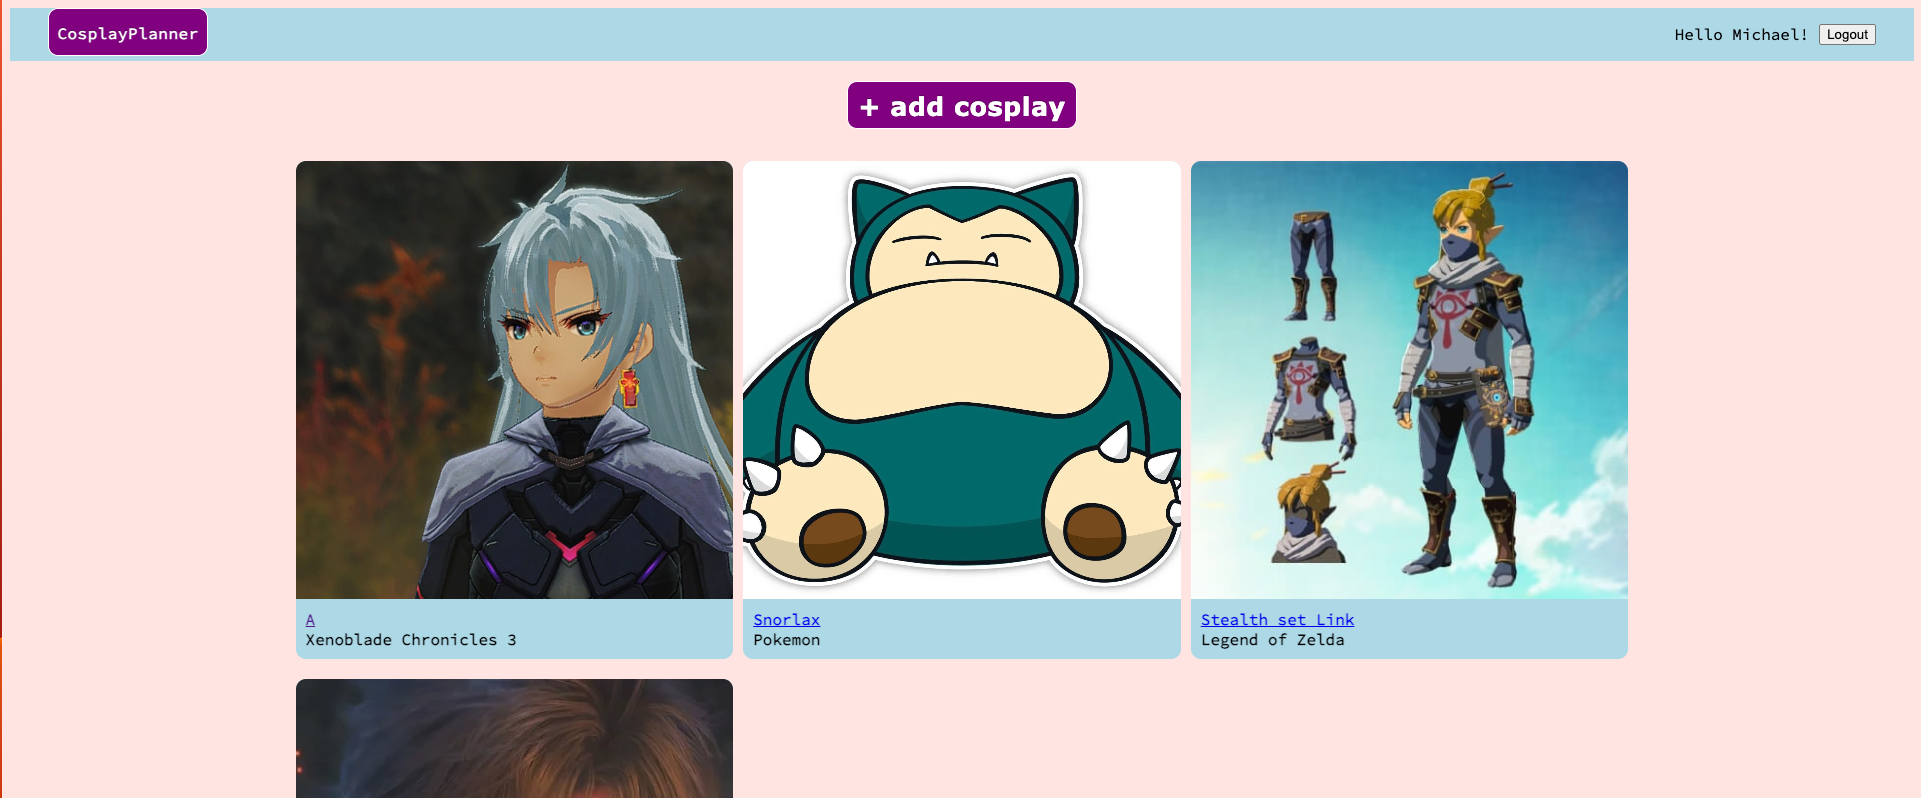 CosplayPlanner
Hello Michael! Logout
+ add cosplay
A
Xenoblade Chronicles 3
Snorlax
Pokemon
Stealth set Link
Legend of Zelda